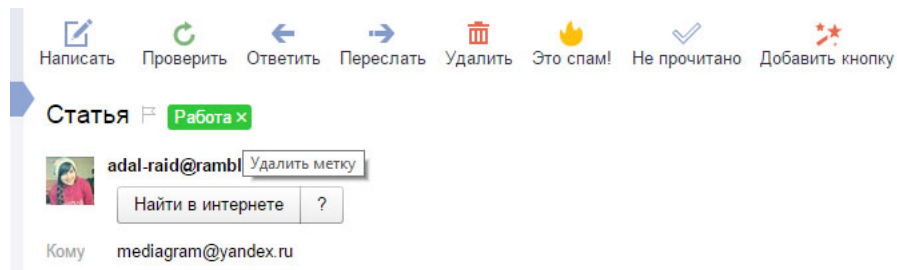 Написать Проверить Ответить Переслать Удалить Это спам! Не прочитано Добавить кнопку
Статья Работа ×
adal-raid@rambl Удалить метку
Найти в интернете ?
Кому mediagram@yandex.ru